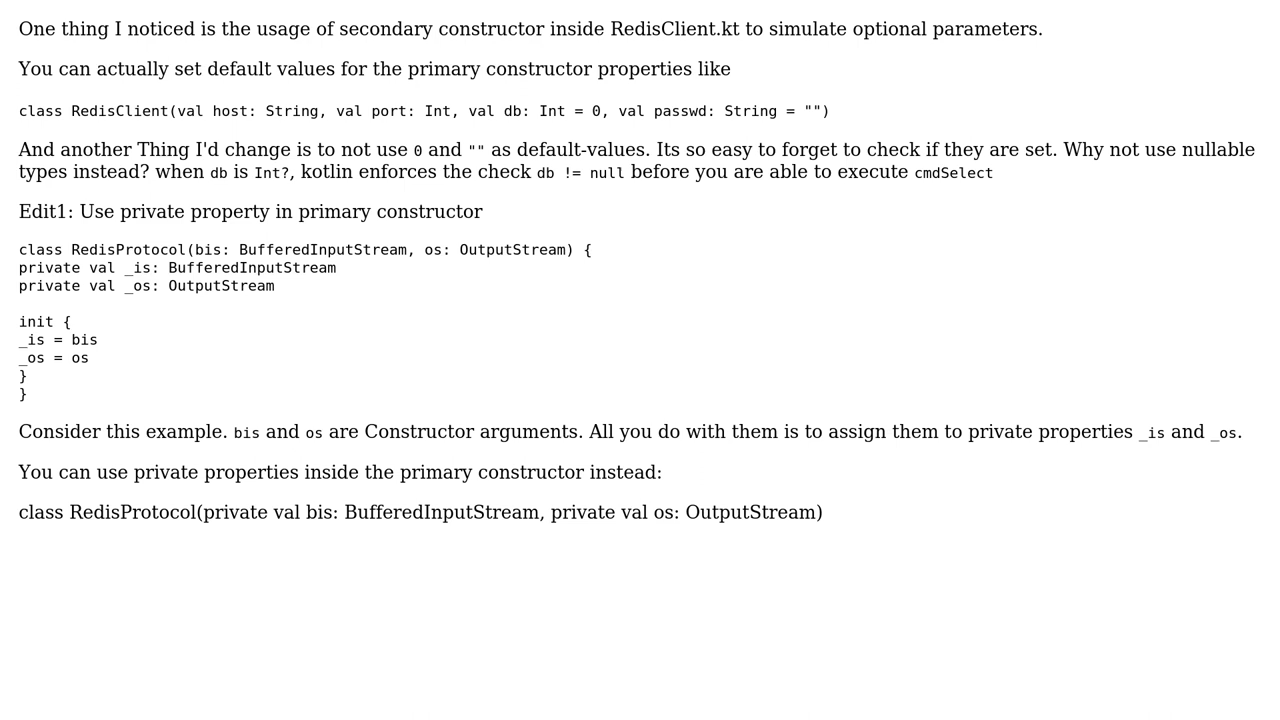 One thing I noticed is the usage of secondary constructor inside RedisClient.kt to simulate optional parameters.
You can actually set default values for the primary constructor properties like
class RedisClient(val host: String, val port: Int, val db: Int = 0, val passwd: String = "")
And another Thing I'd change is to not use 0 and "" as default-values. Its so easy to forget to check if they are set. Why not use nullable
types instead? when db is Int?, kotlin enforces the check db != null before you are able to execute cmdSelect
Edit1: Use private property in primary constructor
class RedisProtocol(bis: BufferedInputStream, os: OutputStream) {
private val _is: BufferedInputStream
private val _os: OutputStream
init {
_is = bis
_os = os
}
}
Consider this example. bis and os are Constructor arguments. All you do with them is to assign them to private properties _is and _os.
You can use private properties inside the primary constructor instead:
class RedisProtocol(private val bis: BufferedInputStream, private val os: OutputStream)